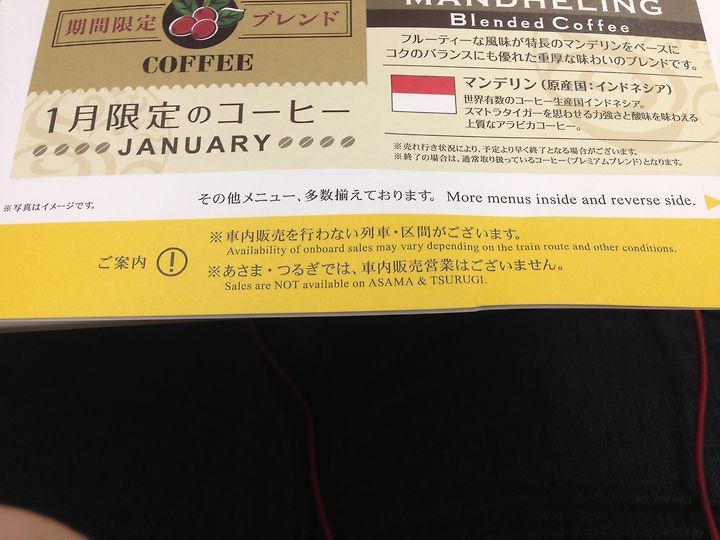 期間限定 ブレンド
COFFEE
1月限定のコーヒー
JANUARY
MANDHELING
Blended Coffee
フルーティーな風味が特長のマンデリンをベースに
コクのバランスにも優れた重厚な味わいのブレンドです。
マンデリン（原産国：インドネシア）
世界有数のコーヒー生産国インドネシア。
スマトラタイガーを思わせる力強さと酸味を味わえる
上質なアラビカコーヒー。
※売れ行き状況により、予定より早く終了となる場合がございます。
※終了の場合は、通常取り扱っているコーヒー（プレミアムブレンド）となります。
※写真はイメージです。
その他メニュー、多数揃えております。 More menus inside and reverse side.
ご案内
※車内販売を行わない列車・区間がございます。
Availability of onboard sales may vary depending on the train route and other conditions.
※あさま・つるぎでは、車内販売営業はございません。
Sales are NOT available on ASAMA & TSURUGI.